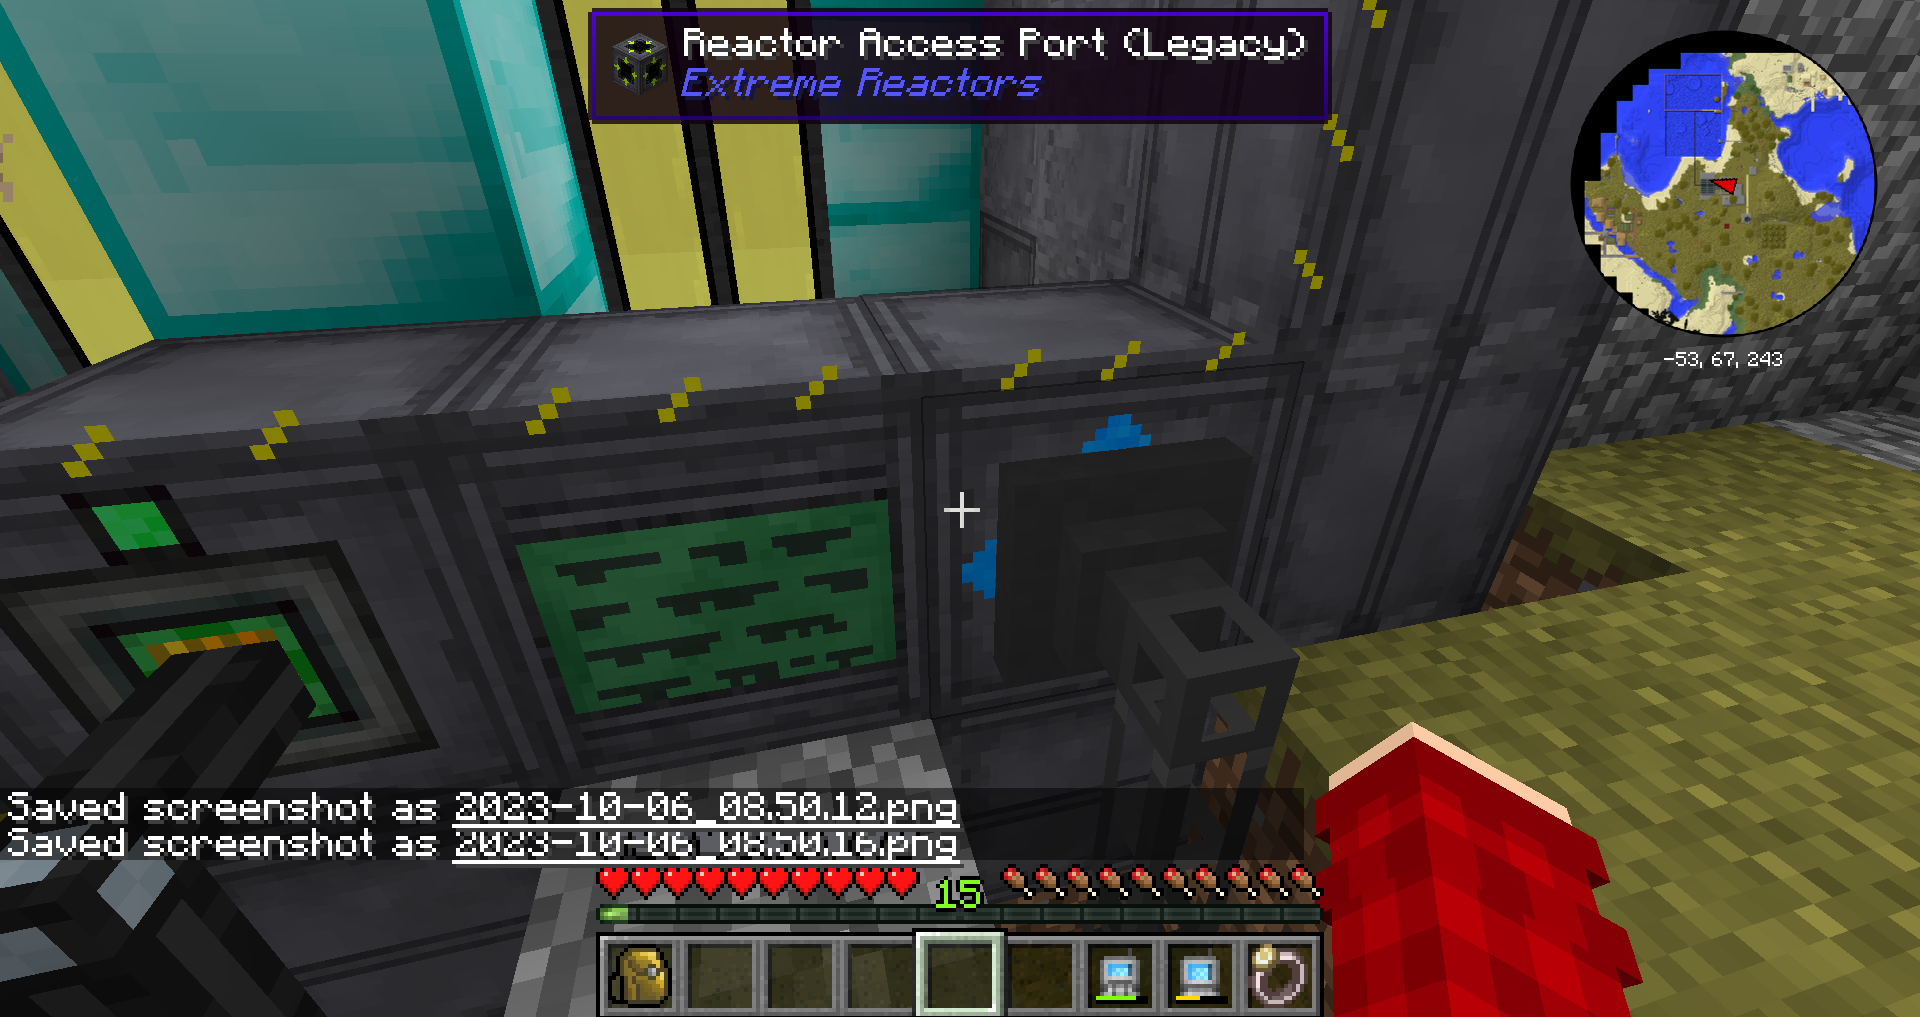 Reactor Access Port (Legacy)
Extreme Reactors
-53, 67, 243
Saved screenshot as 2023-10-06_08.50.12.png
Saved screenshot as 2023-10-06_08.50.16.png
15